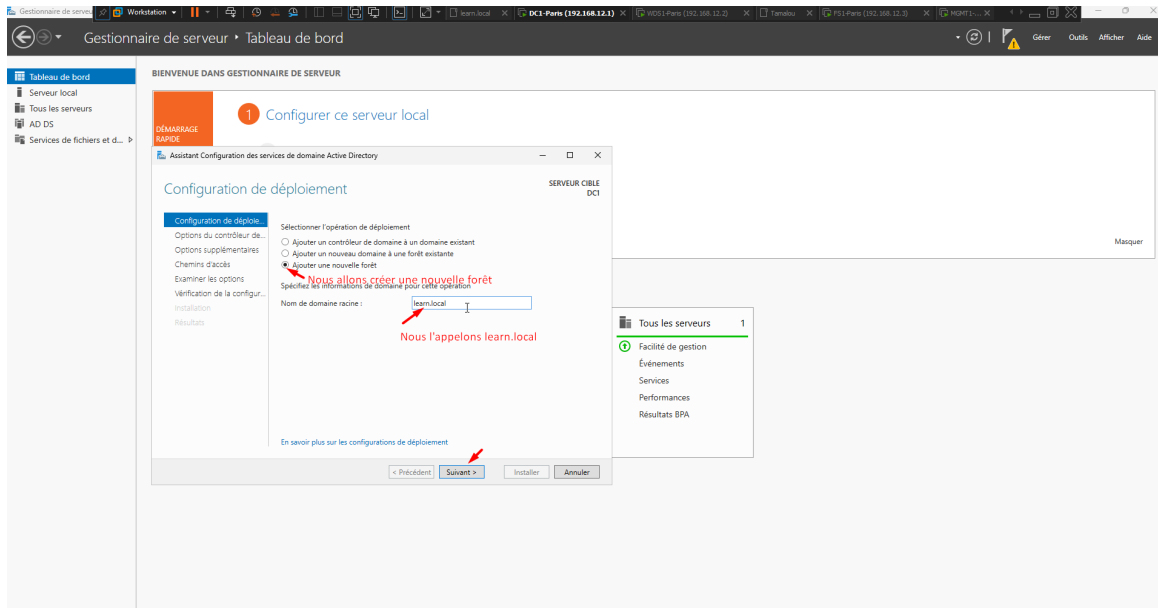 Gestionnaire de serveur
Workstation
learn.local
DC1-Paris (192.168.12.1)
WDS1-Paris (192.168.12.2)
Tamalou
FS1-Paris (192.168.12.3)
MGMT1-...
Gestionnaire de serveur
Tableau de bord
Gérer
Outils
Afficher
Aide
Tableau de bord
Serveur local
Tous les serveurs
AD DS
Services de fichiers et d...
BIENVENUE DANS GESTIONNAIRE DE SERVEUR
DÉMARRAGE
RAPIDE
1 Configurer ce serveur local
Masquer
Assistant Configuration des services de domaine Active Directory
Configuration de déploiement
SERVEUR CIBLE
DC1
Configuration de déploie...
Options du contrôleur de...
Options supplémentaires
Chemins d'accès
Examiner les options
Vérification de la configur...
Installation
Résultats
Sélectionner l'opération de déploiement
Ajouter un contrôleur de domaine à un domaine existant
Ajouter un nouveau domaine à une forêt existante
Ajouter une nouvelle forêt
Nous allons créer une nouvelle forêt
Spécifiez les informations de domaine pour cette opération
Nom de domaine racine :
learn.local
Nous l'appelons learn.local
En savoir plus sur les configurations de déploiement
< Précédent
Suivant >
Installer
Annuler
Tous les serveurs 1
Facilité de gestion
Événements
Services
Performances
Résultats BPA